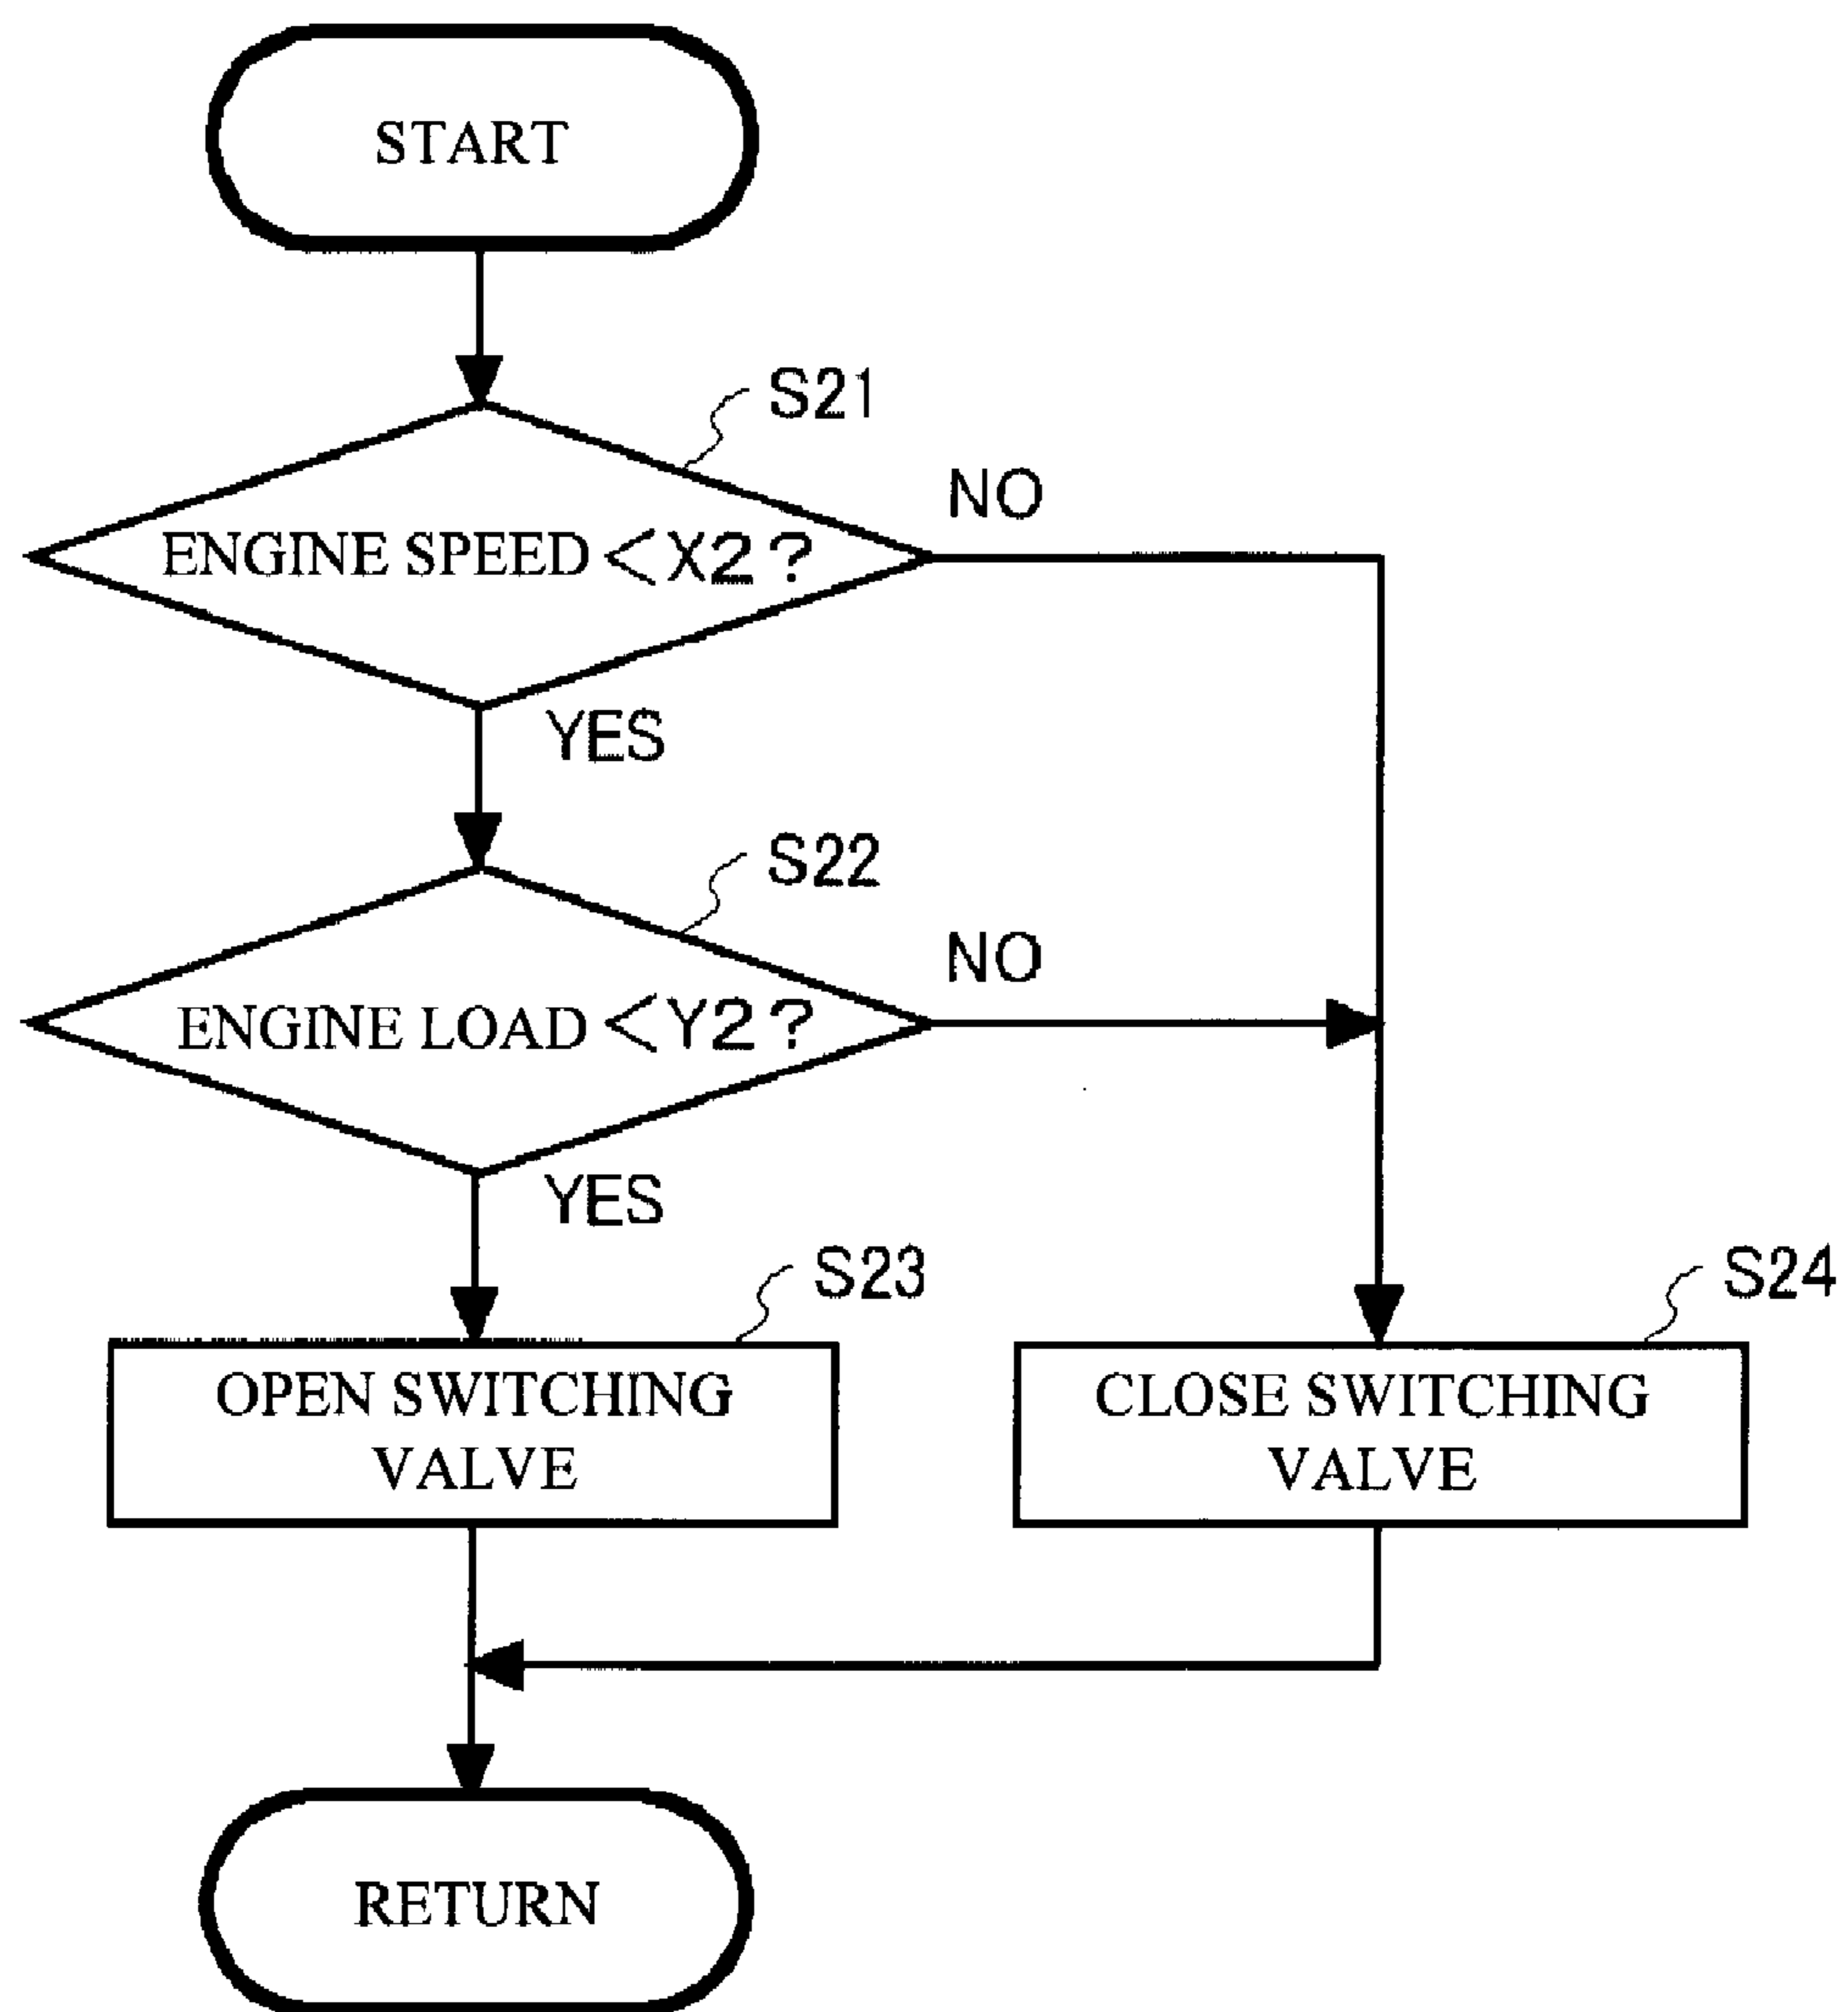 START
S21
NO
ENGINE SPEED <X2?
YES
S22
NO
ENGINE LOAD <Y2?
YES
S23
S24
OPEN SWITCHING
VALVE
CLOSE SWITCHING
VALVE
RETURN